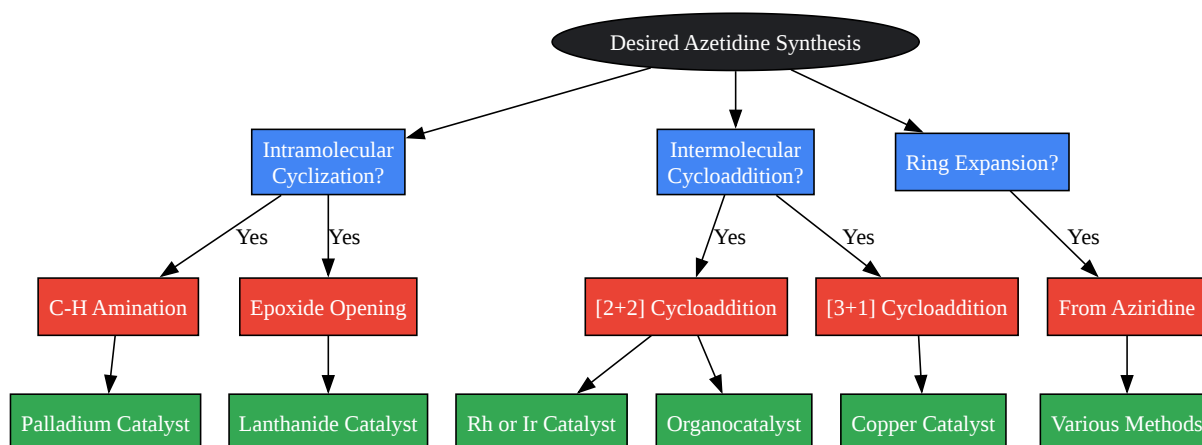 Desired Azetidine Synthesis
Intramolecular
Cyclization?
Intermolecular
Cycloaddition?
Ring Expansion?
Yes
Yes
Yes
Yes
Yes
C-H Amination
Epoxide Opening
[2+2] Cycloaddition
[3+1] Cycloaddition
From Aziridine
Palladium Catalyst
Lanthanide Catalyst
Rh or Ir Catalyst
Organocatalyst
Copper Catalyst
Various Methods